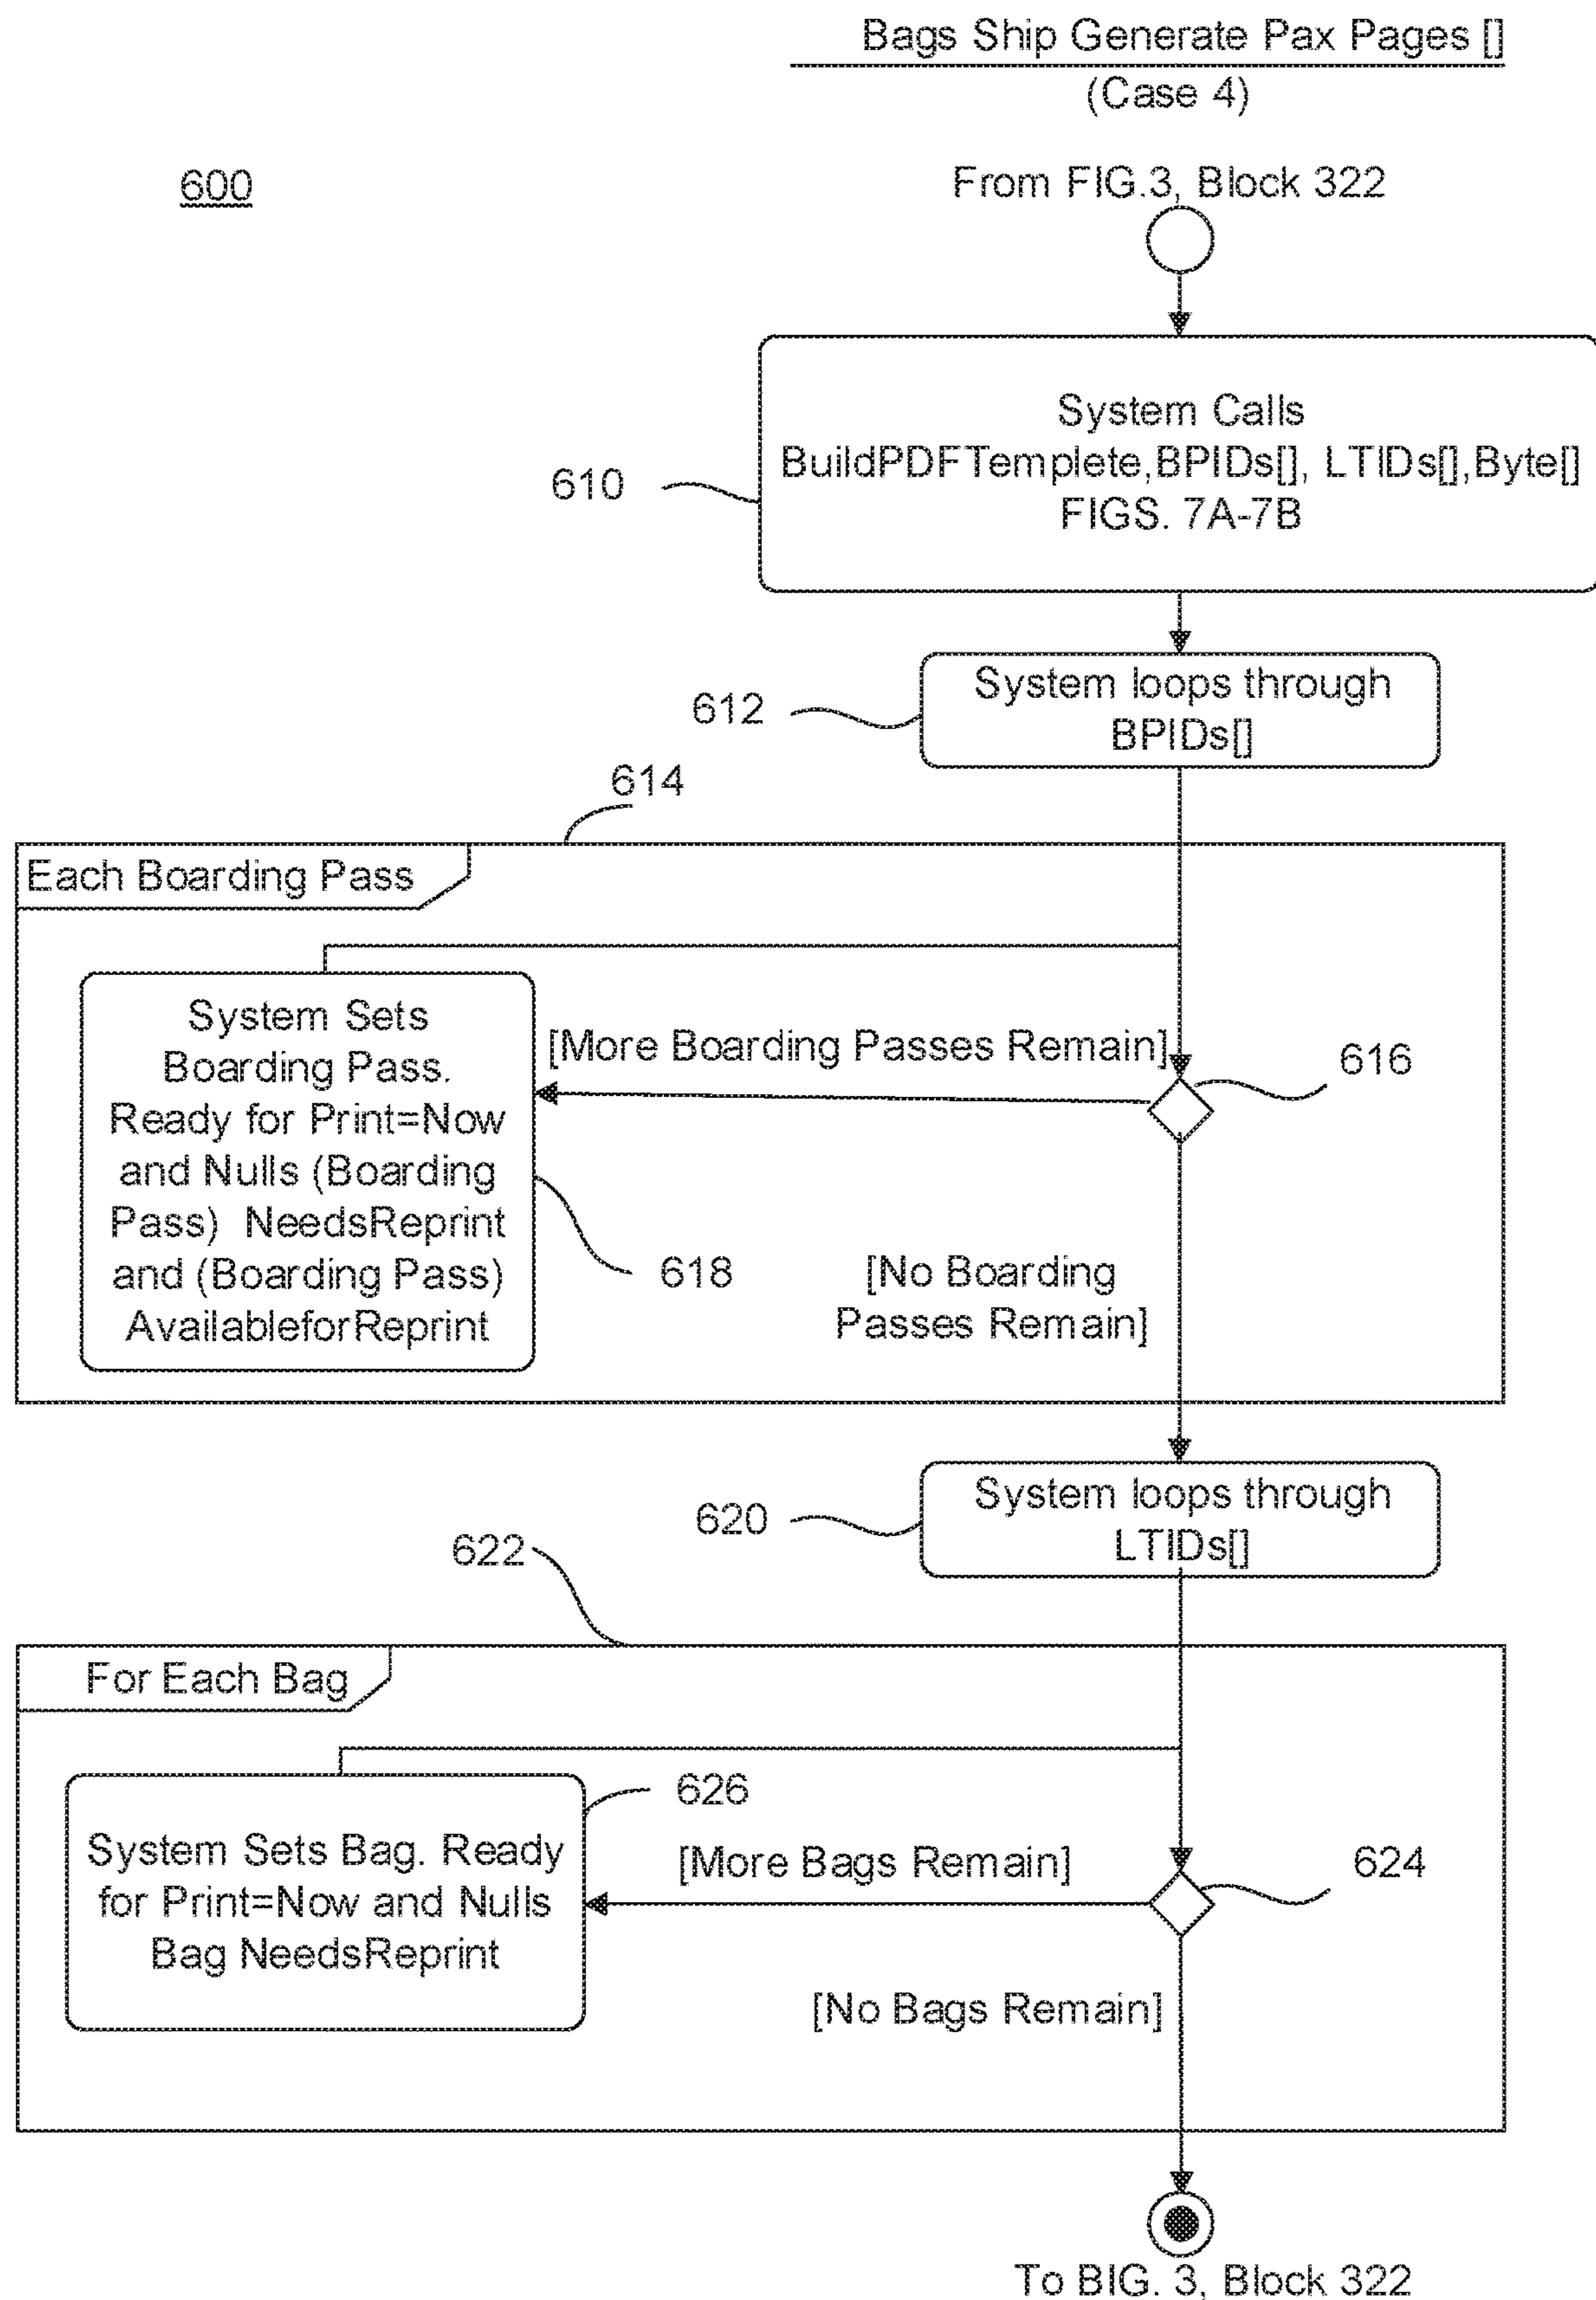 Bags Ship Generate Pax Pages []
(Case 4)
600
From FIG.3, Block 322
System Calls
BuildPDFTemplete,BPIDs[], LTIDs[],Byte[]
FIGS. 7A-7B
610
System loops through
BPIDs[]
612
614
Each Boarding Pass
System Sets
Boarding Pass.
Ready for Print=Now
and Nulls (Boarding
Pass) NeedsReprint
and (Boarding Pass)
AvailableforReprint
[More Boarding Passes Remain]
616
618
[No Boarding
Passes Remain]
System loops through
LTIDs[]
620
622
For Each Bag
626
System Sets Bag. Ready
for Print=Now and Nulls
Bag NeedsReprint
[More Bags Remain]
624
[No Bags Remain]
To BIG. 3, Block 322